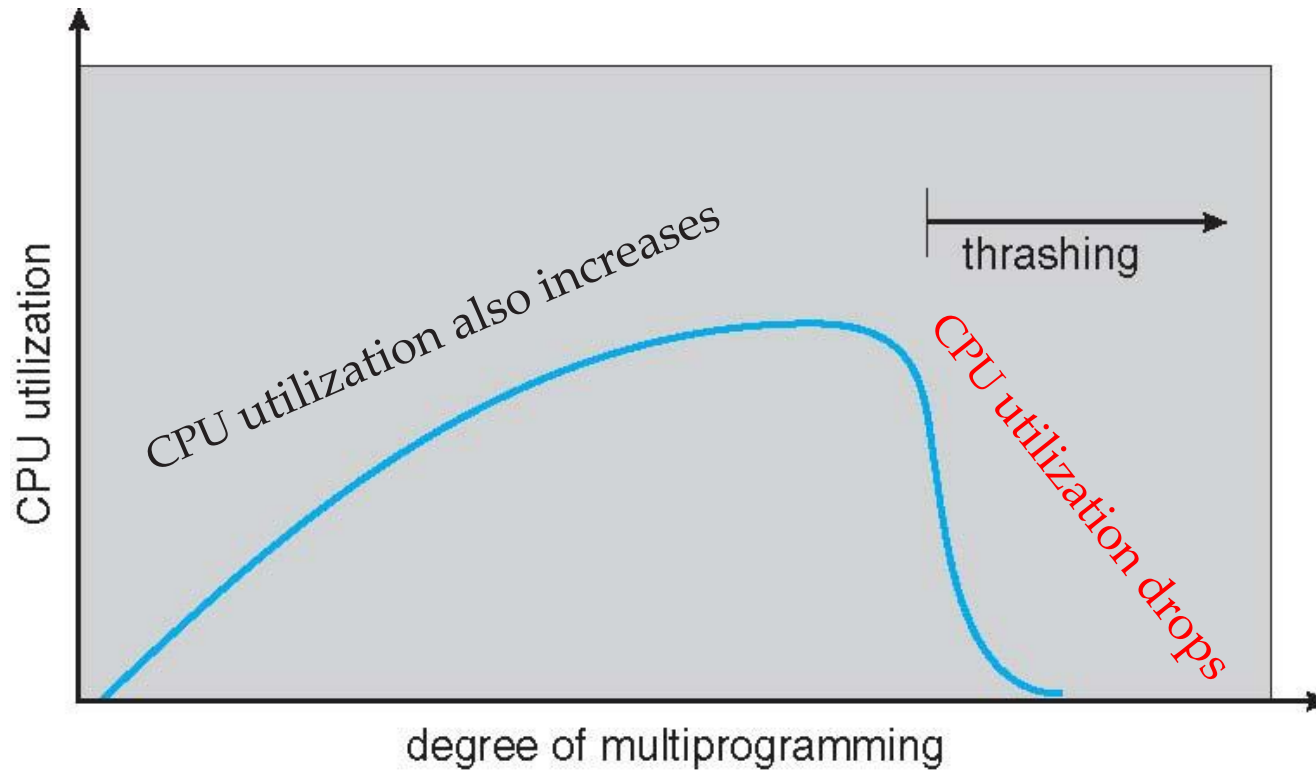 CPU utilization
CPU utilization also increases
thrashing
CPU utilization drops
degree of multiprogramming